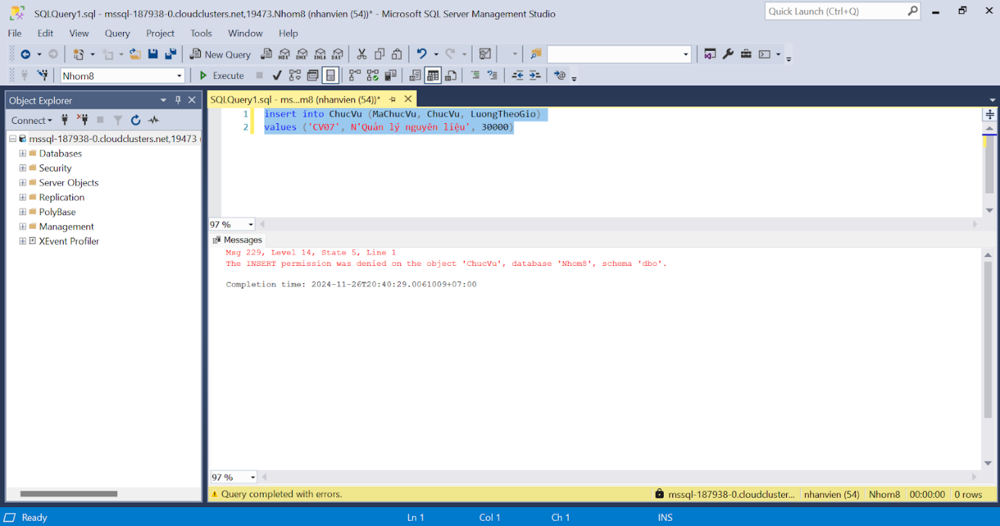 SQLQuery1.sql - mssql-187938-0.cloudclusters.net,19473.Nhom8 (nhanvien (54))* - Microsoft SQL Server Management Studio
Quick Launch (Ctrl+Q)
File Edit View Query Project Tools Window Help
New Query MDX DMX XMLA DAX
Nhom8 Execute
Object Explorer
SQLQuery1.sql - ms...m8 (nhanvien (54))*
Connect
mssql-187938-0.cloudclusters.net,19473 (
Databases
Security
Server Objects
Replication
PolyBase
Management
XEvent Profiler
1 insert into ChucVu (MaChucVu, ChucVu, LuongTheoGio)
2 values ('CV07', N'Quản lý nguyên liệu', 30000)
97 %
Messages
Msg 229, Level 14, State 5, Line 1
The INSERT permission was denied on the object 'ChucVu', database 'Nhom8', schema 'dbo'.
Completion time: 2024-11-26T20:40:29.0061009+07:00
97 %
Query completed with errors.
mssql-187938-0.cloudcluster... nhanvien (54) Nhom8 00:00:00 0 rows
Ready Ln 1 Col 1 Ch 1 INS